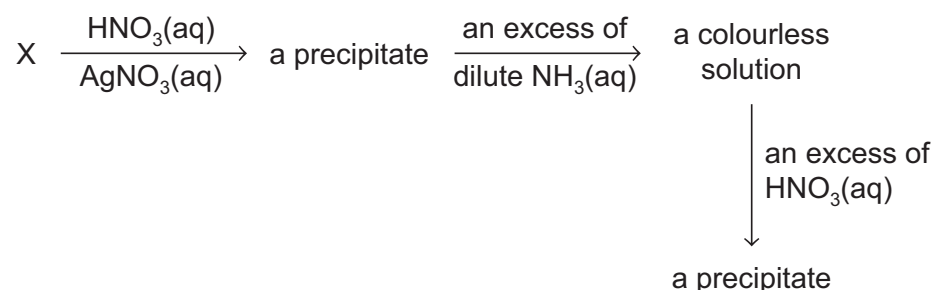 X
HNO₃(aq)
AgNO₃(aq)
a precipitate
an excess of
dilute NH₃(aq)
a colourless
solution
an excess of
HNO₃(aq)
a precipitate